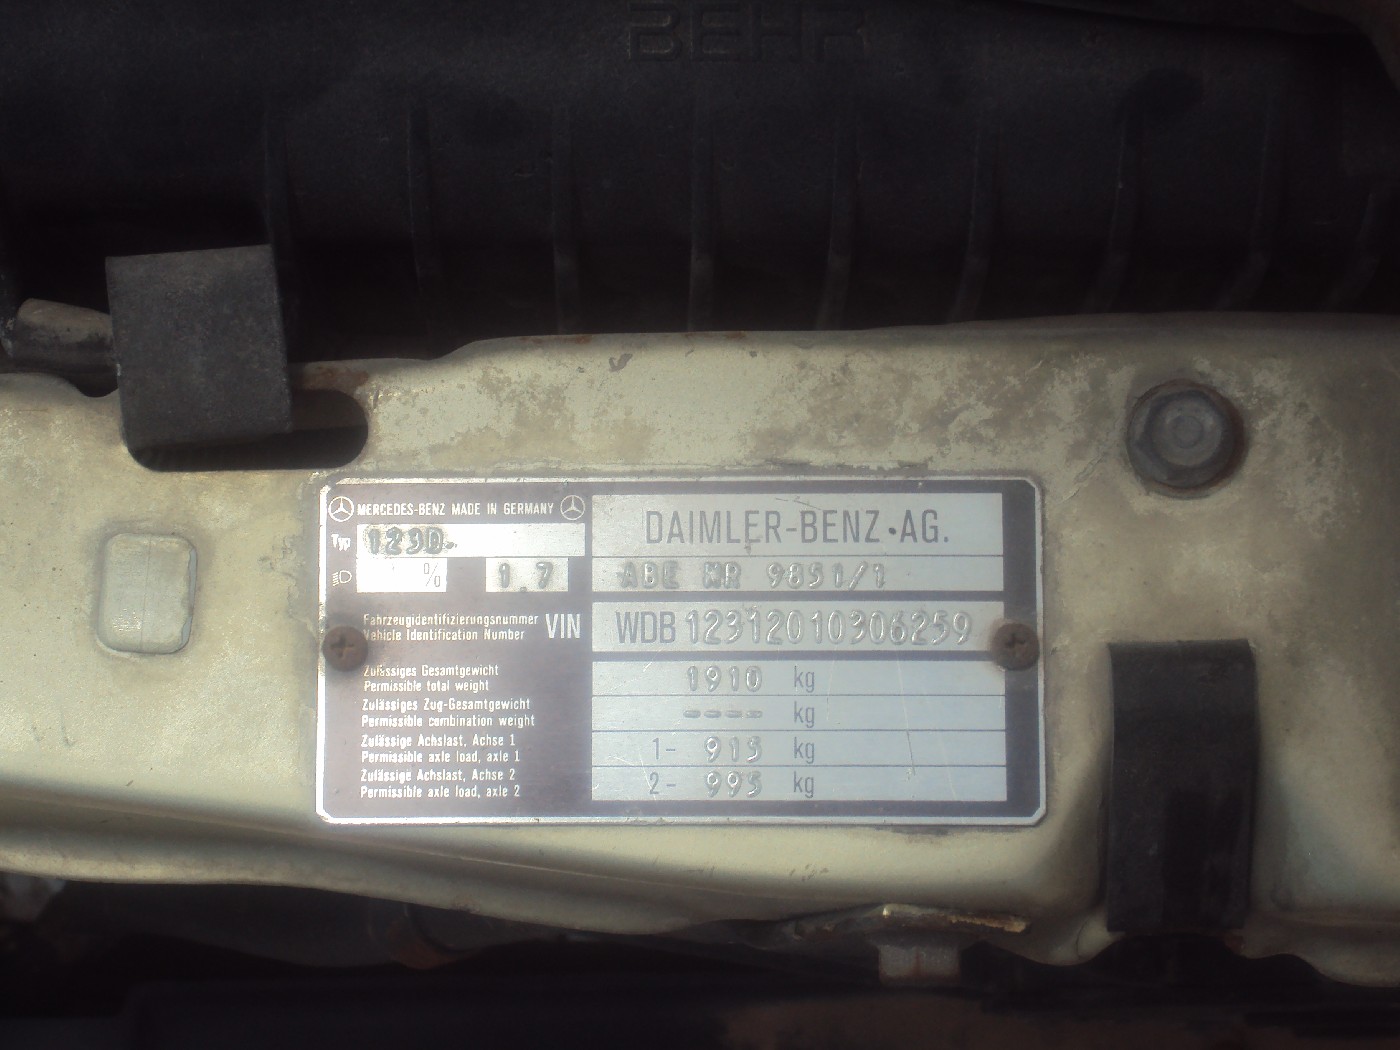 BEHR
MERCEDES-BENZ MADE IN GERMANY
DAIMLER-BENZ·AG.
Typ 123D
% 1.7
ABE NR 9851/1
Fahrzeugidentifizierungsnummer
Vehicle Identification Number
VIN
WDB 12312010306259
Zulässiges Gesamtgewicht
Permissible total weight
1910 kg
Zulässiges Zug-Gesamtgewicht
Permissible combination weight
---- kg
Zulässige Achslast, Achse 1
Permissible axle load, axle 1
1- 915 kg
Zulässige Achslast, Achse 2
Permissible axle load, axle 2
2- 995 kg